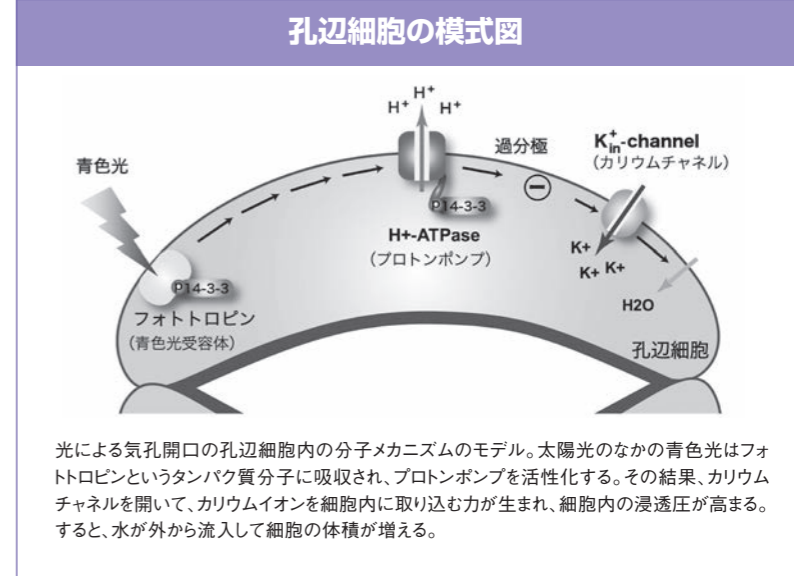 孔辺細胞の模式図
H+
H+ H+
青色光
過分極
K+in-channel
(カリウムチャネル)
P14-3-3
H+-ATPase
(プロトンポンプ)
K+
K+ K+
H2O
P14-3-3
フォトトロピン
(青色光受容体)
孔辺細胞
光による気孔開口の孔辺細胞内の分子メカニズムのモデル。太陽光のなかの青色光はフォ
トトロピンというタンパク質分子に吸収され、プロトンポンプを活性化する。その結果、カリウム
チャネルを開いて、カリウムイオンを細胞内に取り込む力が生まれ、細胞内の浸透圧が高まる。
すると、水が外から流入して細胞の体積が増える。